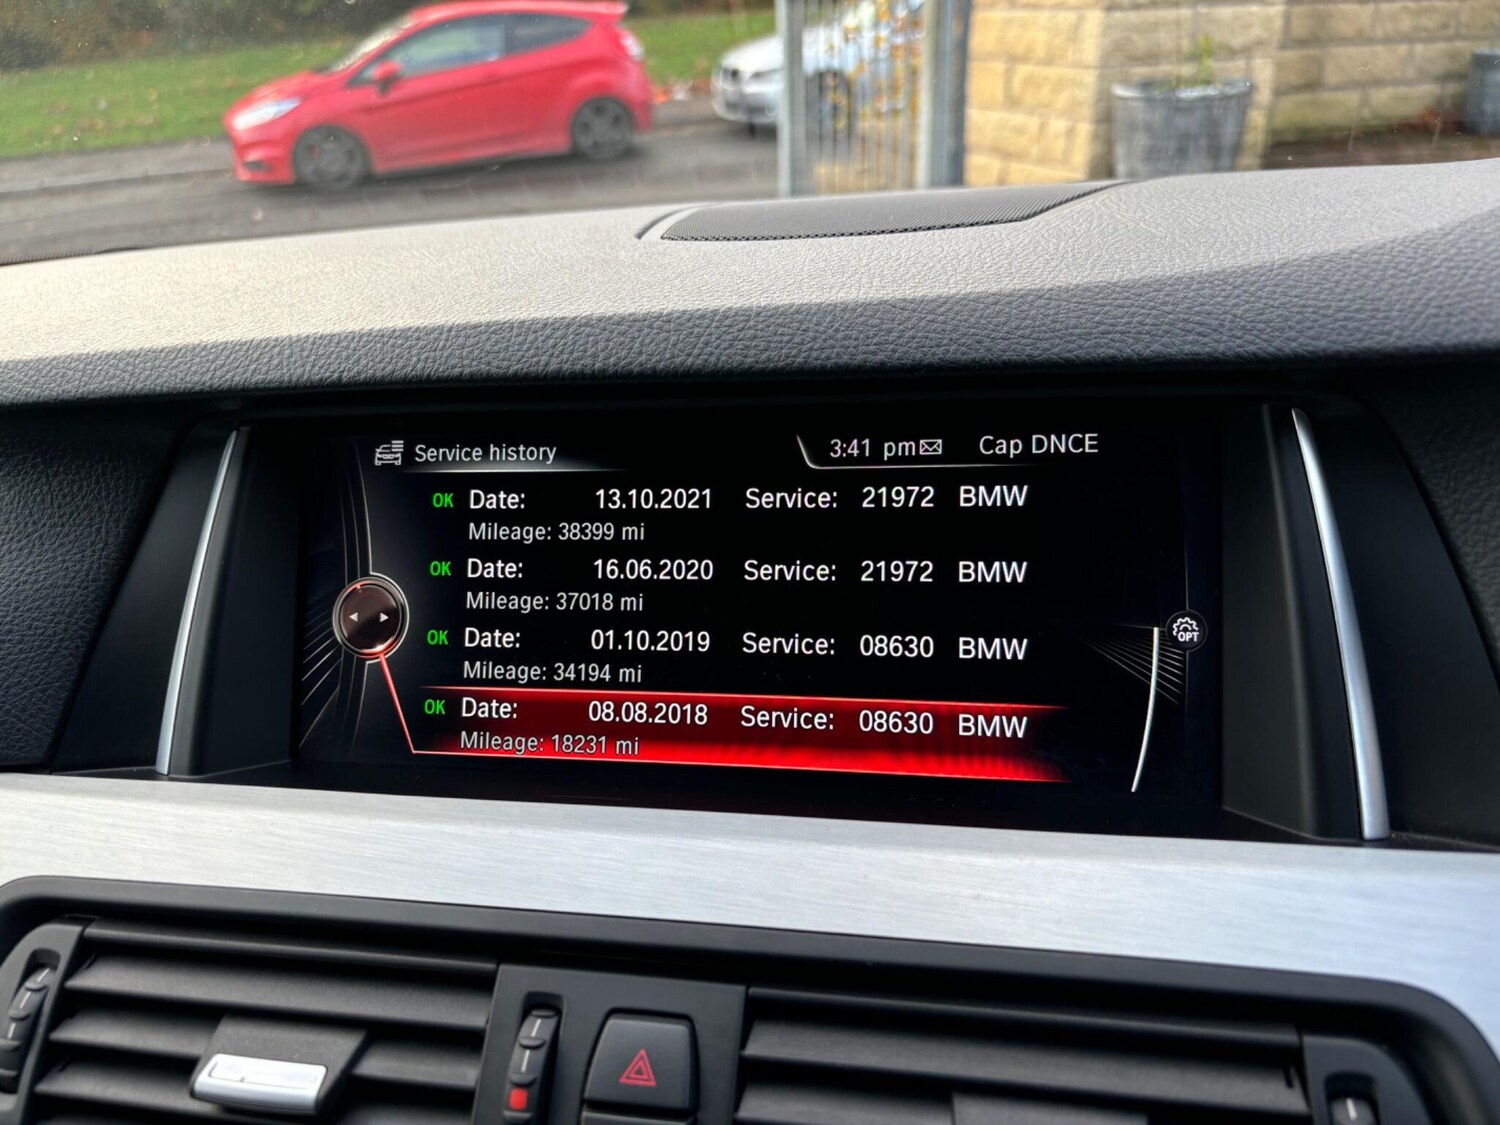 Service history 3:41 pm Cap DNCE
OK Date: 13.10.2021 Service: 21972 BMW
Mileage: 38399 mi
OK Date: 16.06.2020 Service: 21972 BMW
Mileage: 37018 mi
OK Date: 01.10.2019 Service: 08630 BMW
Mileage: 34194 mi
OK Date: 08.08.2018 Service: 08630 BMW
Mileage: 18231 mi
OPT